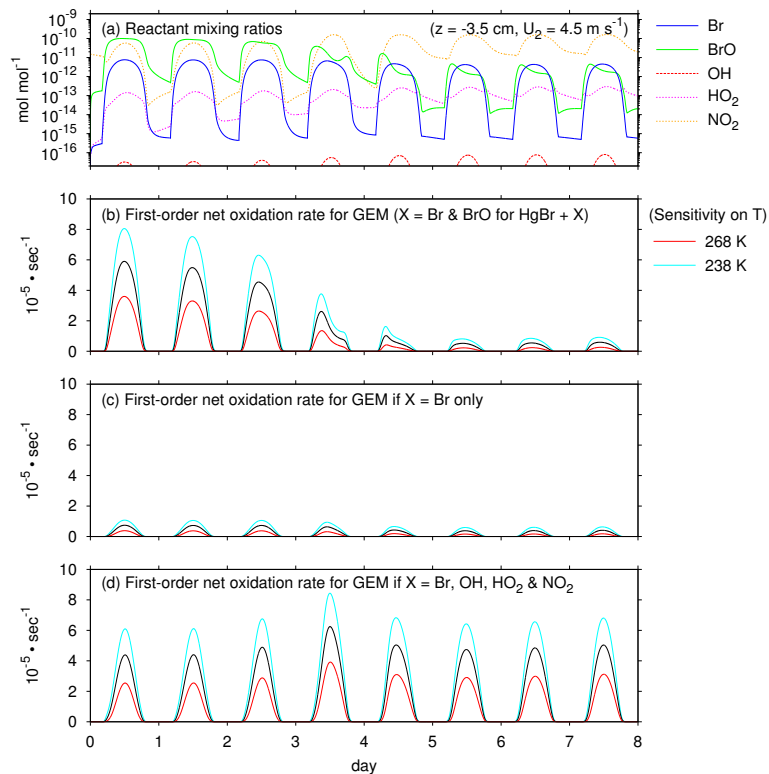 (a) Reactant mixing ratios (z = -3.5 cm, U₂ = 4.5 m s⁻¹)
mol mol⁻¹
10⁻⁹
10⁻¹⁰
10⁻¹¹
10⁻¹²
10⁻¹³
10⁻¹⁴
10⁻¹⁵
10⁻¹⁶
Br
BrO
OH
HO₂
NO₂
(b) First-order net oxidation rate for GEM (X = Br & BrO for HgBr + X)
10⁻⁵ • sec⁻¹
10
8
6
4
2
0
(Sensitivity on T)
268 K
238 K
(c) First-order net oxidation rate for GEM if X = Br only
10⁻⁵ • sec⁻¹
10
8
6
4
2
0
(d) First-order net oxidation rate for GEM if X = Br, OH, HO₂ & NO₂
10⁻⁵ • sec⁻¹
10
8
6
4
2
0
0 1 2 3 4 5 6 7 8
day